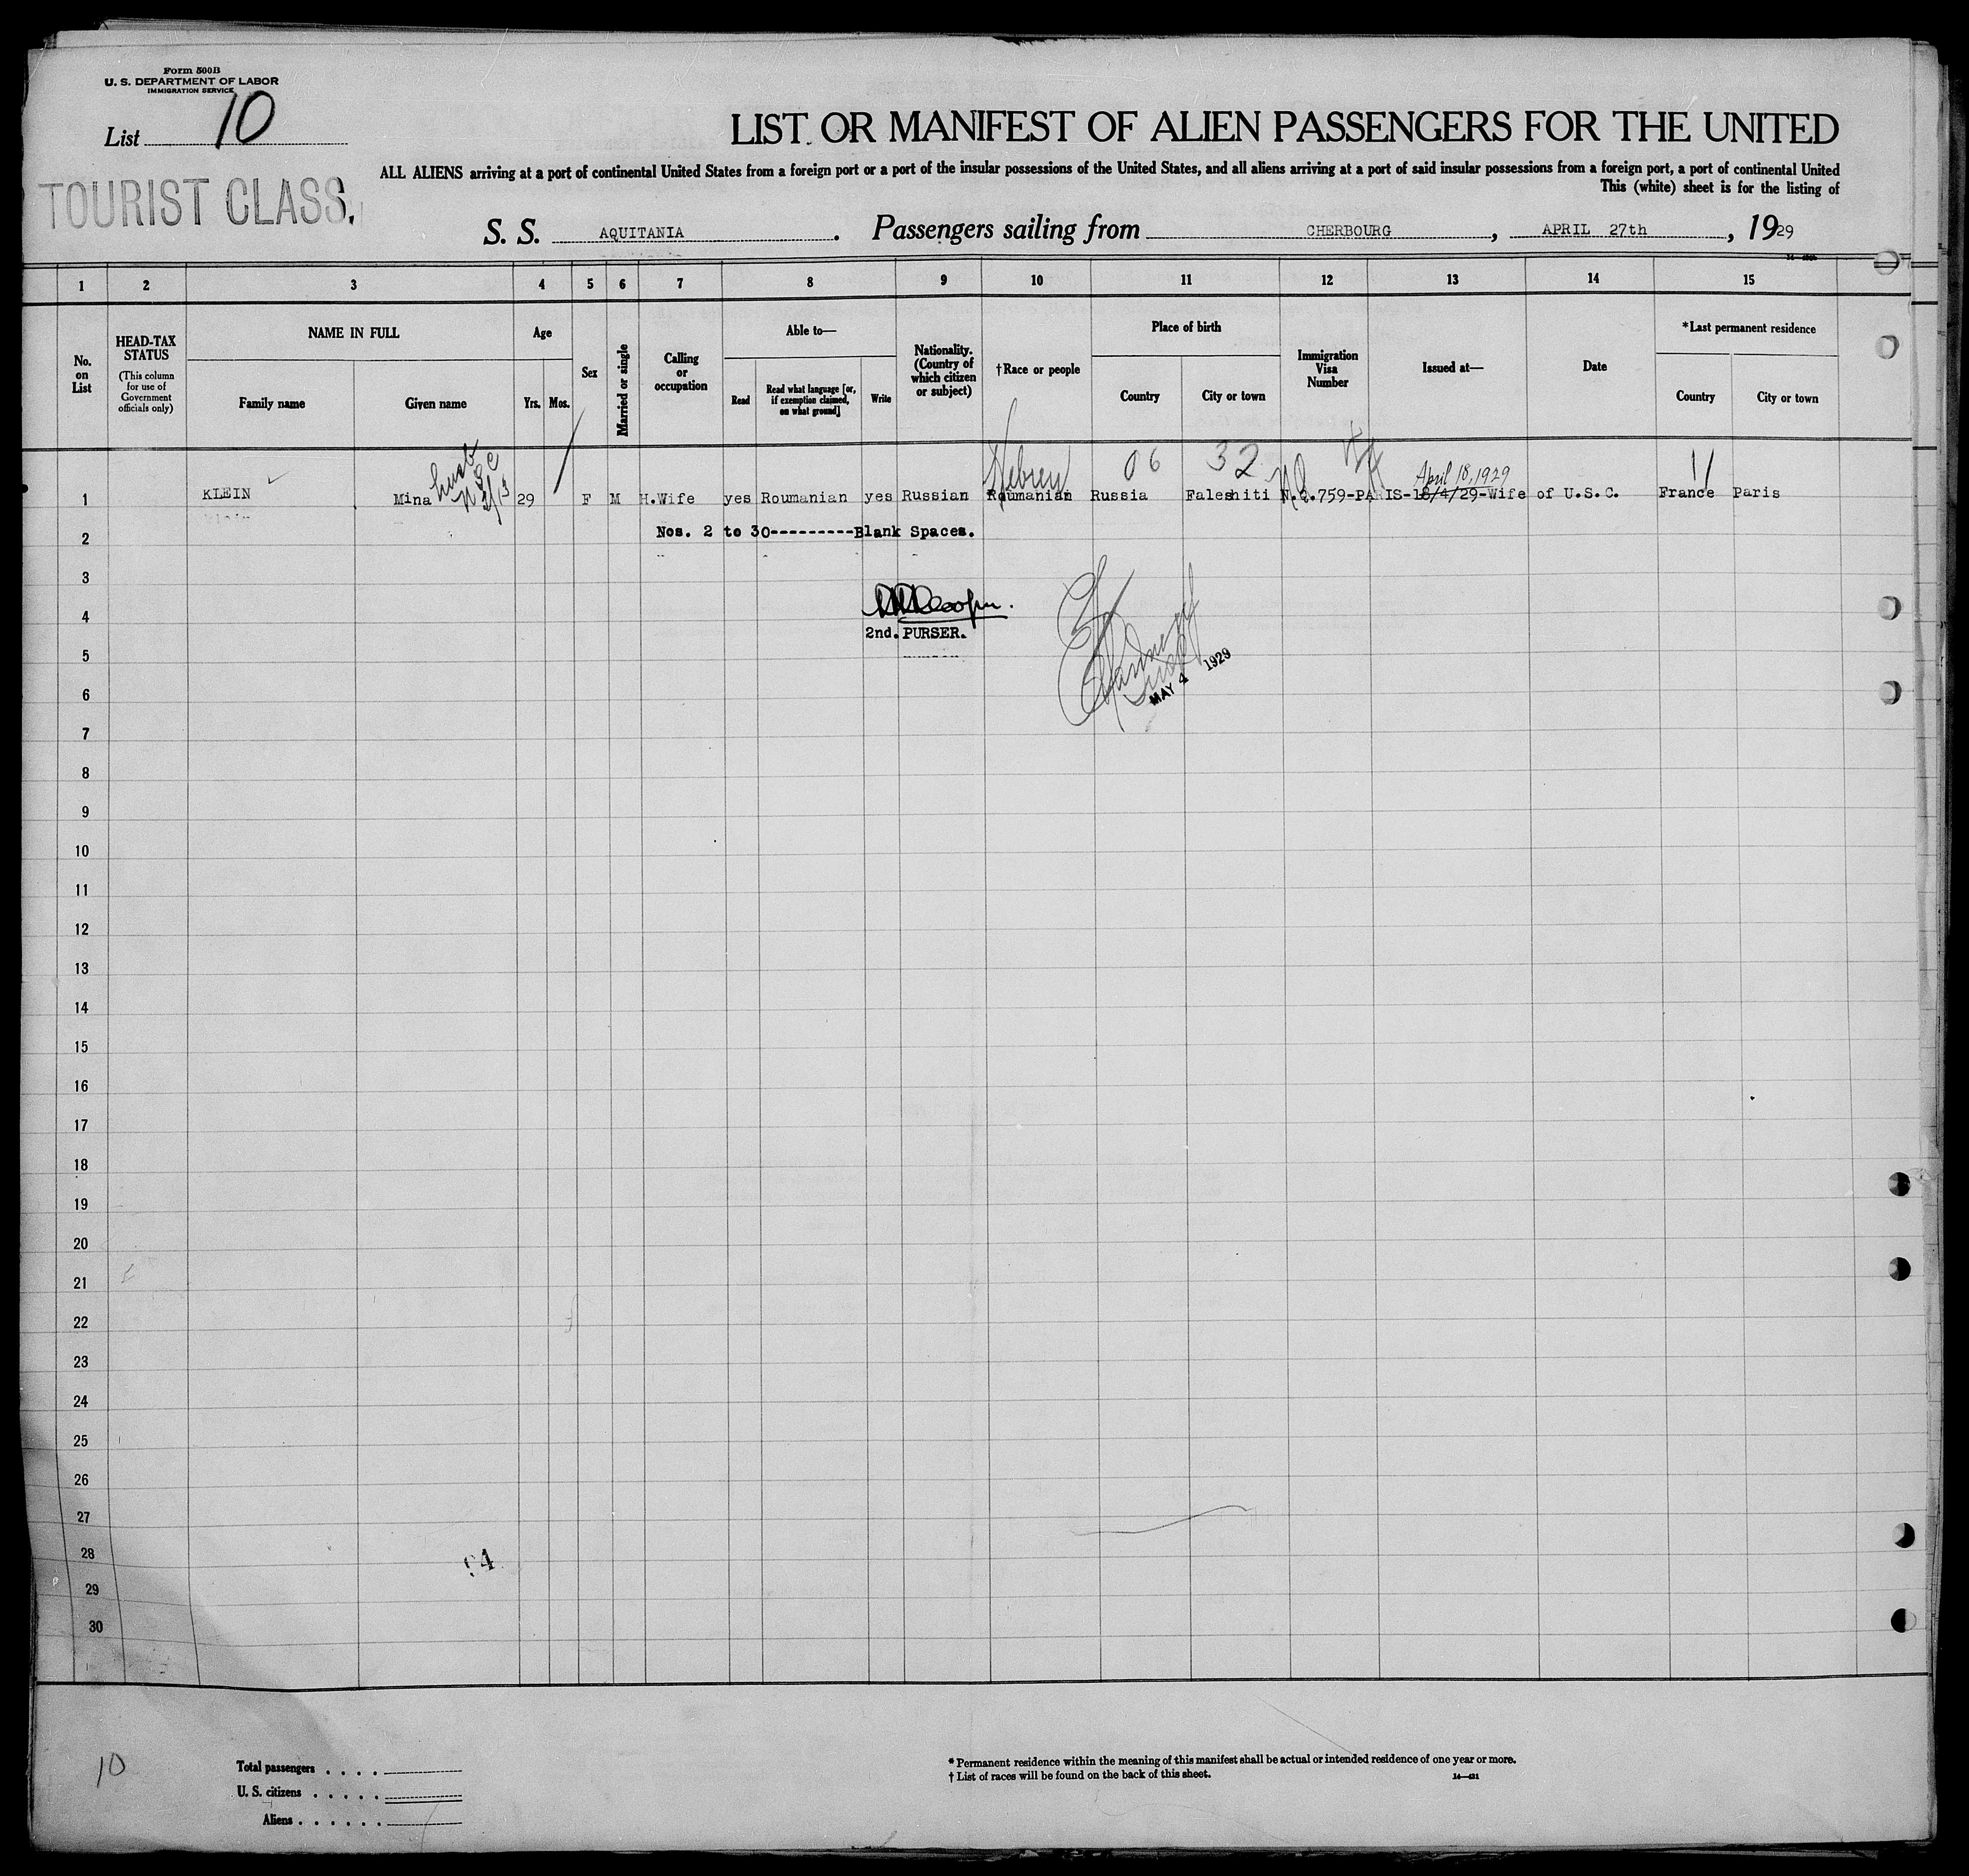 Form 500B
U. S. DEPARTMENT OF LABOR
IMMIGRATION SERVICE
List 10
TOURIST CLASS.
LIST OR MANIFEST OF ALIEN PASSENGERS FOR THE UNITED
ALL ALIENS arriving at a port of continental United States from a foreign port or a port of the insular possessions of the United States, and all aliens arriving at a port of said insular possessions from a foreign port, a port of continental United
This (white) sheet is for the listing of
S. S. AQUITANIA. Passengers sailing from CHERBOURG, APRIL 27th, 1929
1 2 3 4 5 6 7 8 9 10 11 12 13 14 15
No. on List
HEAD-TAX STATUS
(This column for use of Government officials only)
NAME IN FULL
Family name
Given name
Age
Yrs. Mos.
Sex
Married or single
Calling or occupation
Able to—
Read
Read what language [or, if exemption claimed, on what ground]
Write
Nationality. (Country of which citizen or subject)
†Race or people
Place of birth
Country
City or town
Immigration Visa Number
Issued at—
Date
*Last permanent residence
Country
City or town
husb
Hebrew 06 32 NQ April 18, 1929
1 KLEIN Mina 29 F M H.Wife yes Roumanian yes Russian Roumanian Russia Faleshiti N.Q.759-PARIS-18/4/29-Wife of U.S.C. France Paris
2 Nos. 2 to 30---------Blank Spaces.
3
4
2nd. PURSER.
5
MAY 4 1929
6
7
8
9
10
11
12
13
14
15
16
17
18
19
20
21
22
23
24
25
26
27
28
29
30
10
Total passengers . . . .
U. S. citizens . . . . .
Aliens . . . . . .
* Permanent residence within the meaning of this manifest shall be actual or intended residence of one year or more.
† List of races will be found on the back of this sheet.